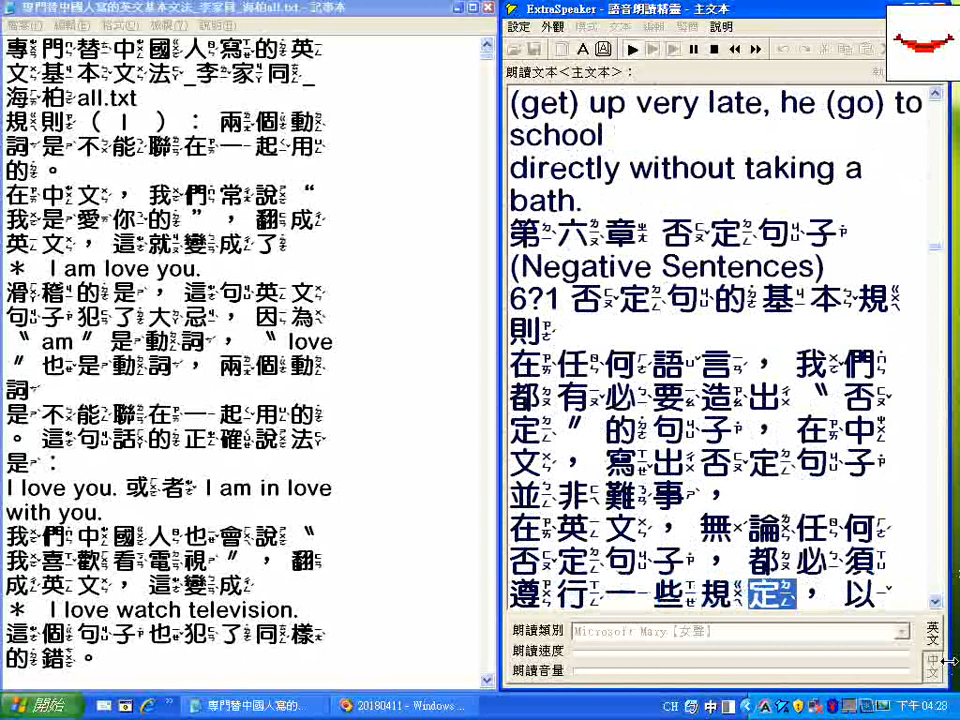 專門替中國人寫的英文基本文法_李家同_海柏all.txt - 記事本
檔案(F) 編輯(E) 格式(O) 檢視(V) 說明(H)
專門替中國人寫的英
文基本文法_李家同_
海柏all.txt
規則（1）：兩個動
詞是不能聯在一起用
的。
在中文，我們常說“
我是愛你的”，翻成
英文，這就變成了
＊ I am love you.
滑稽的是，這句英文
句子犯了大忌，因為
〝am〞是動詞，〝love
〞也是動詞，兩個動
詞
是不能聯在一起用的
。這句話的正確說法
是：
I love you. 或者 I am in love
with you.
我們中國人也會說〝
我喜歡看電視〞，翻
成英文，這變成
＊ I love watch television.
這個句子也犯了同樣
的錯。
ExtraSpeaker - 語音朗讀精靈 - 主文本
設定 外觀 模式 文本 編輯 聲音 說明
朗讀文本<主文本>：
(get) up very late, he (go) to
school
directly without taking a
bath.
第六章 否定句子
(Negative Sentences)
6?1 否定句的基本規
則
在任何語言，我們
都有必要造出〝否
定〞的句子，在中
文，寫出否定句子
並非難事，
在英文，無論任何
否定句子，都必須
遵行一些規定，以
朗讀類別 Microsoft Mary【女聲】
朗讀速度
朗讀音量
英文
中文
開始
專門替中國人寫的...
20180411 - Windows ...
CH
下午 04:28